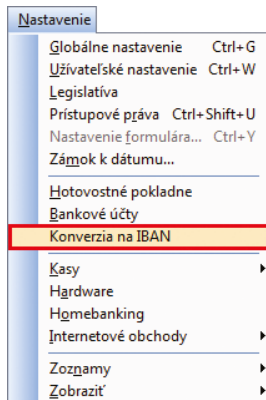 Nastavenie
Globálne nastavenie Ctrl+G
Užívateľské nastavenie Ctrl+W
Legislatíva
Prístupové práva Ctrl+Shift+U
Nastavenie formulára... Ctrl+Y
Zámok k dátumu...
Hotovostné pokladne
Bankové účty
Konverzia na IBAN
Kasy
Hardware
Homebanking
Internetové obchody
Zoznamy
Zobraziť